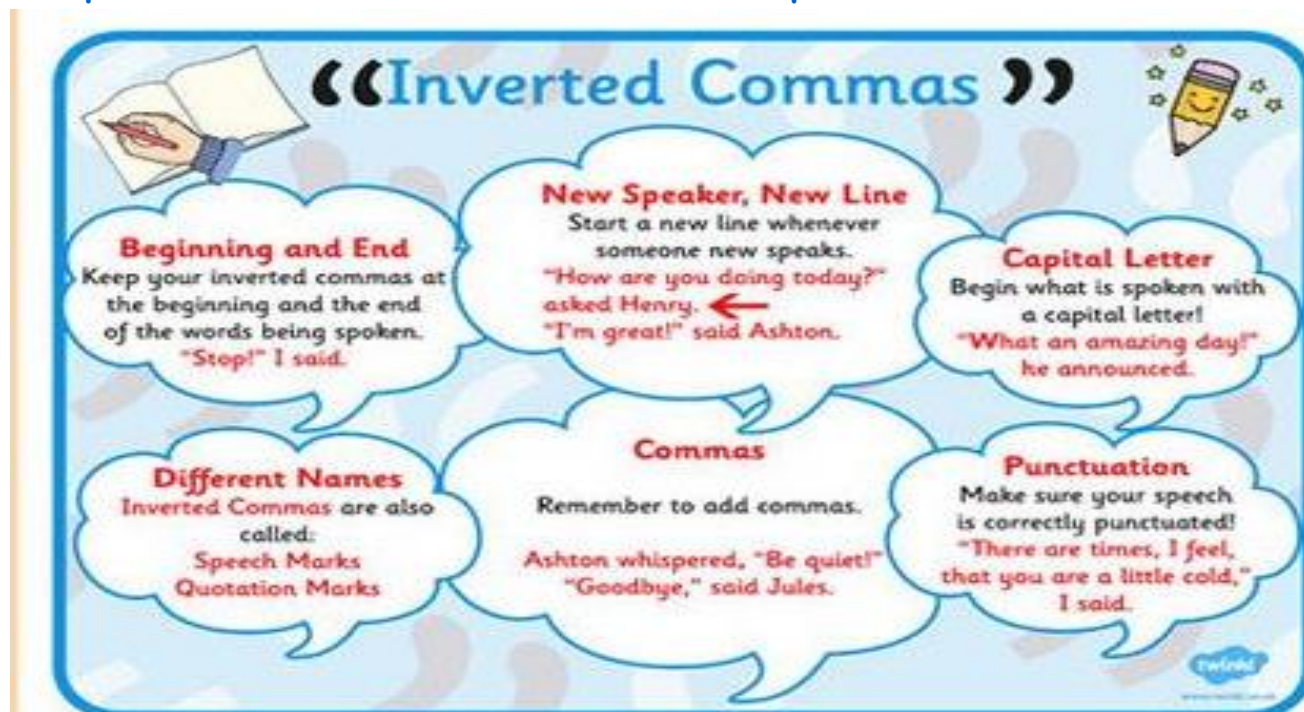 “Inverted Commas”
Beginning and End
Keep your inverted commas at
the beginning and the end
of the words being spoken.
"Stop!" I said.
New Speaker, New Line
Start a new line whenever
someone new speaks.
"How are you doing today?"
asked Henry.
"I'm great!" said Ashton.
Capital Letter
Begin what is spoken with
a capital letter!
"What an amazing day!"
he announced.
Different Names
Inverted Commas are also
called:
Speech Marks
Quotation Marks
Commas
Remember to add commas.
Ashton whispered, "Be quiet!"
"Goodbye," said Jules.
Punctuation
Make sure your speech
is correctly punctuated!
"There are times, I feel,
that you are a little cold,"
I said.
twinkl